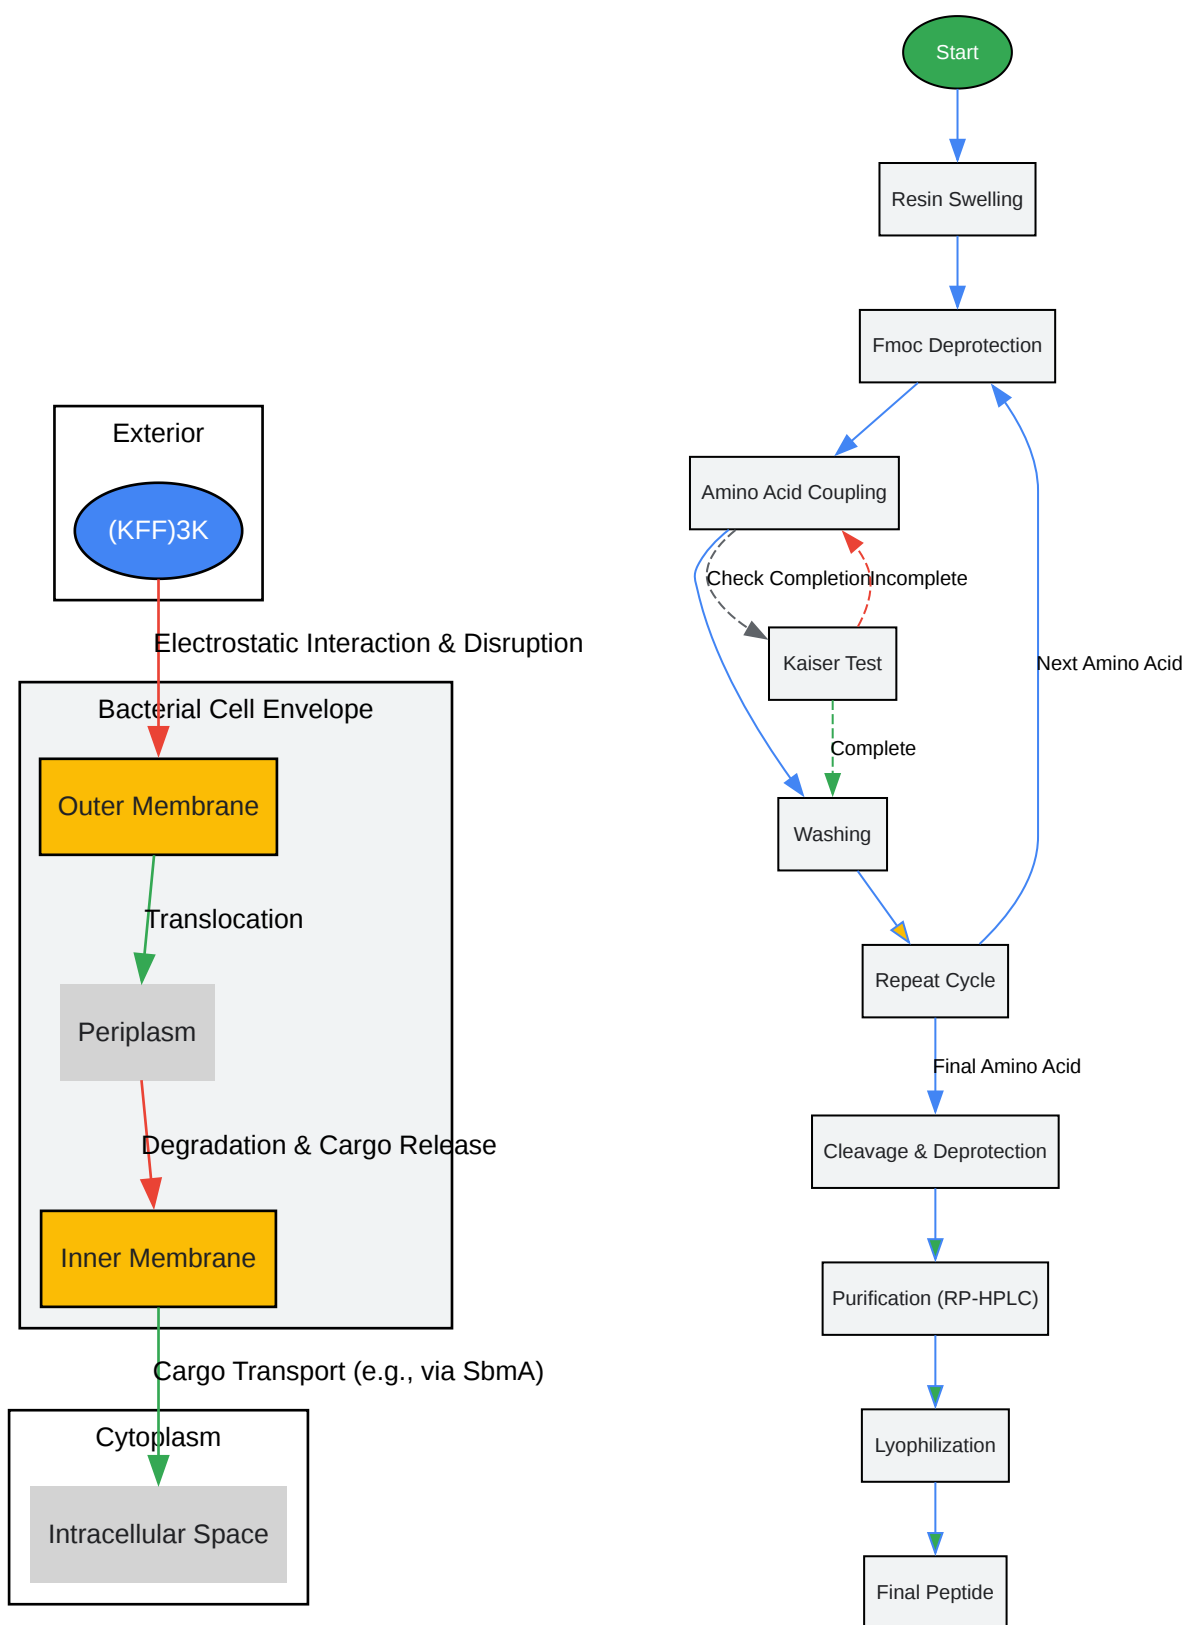 Exterior
(KFF)3K
Electrostatic Interaction & Disruption
Bacterial Cell Envelope
Outer Membrane
Translocation
Periplasm
Degradation & Cargo Release
Inner Membrane
Cargo Transport (e.g., via SbmA)
Cytoplasm
Intracellular Space
Start
Resin Swelling
Fmoc Deprotection
Amino Acid Coupling
Check Completion
Incomplete
Kaiser Test
Next Amino Acid
Complete
Washing
Repeat Cycle
Final Amino Acid
Cleavage & Deprotection
Purification (RP-HPLC)
Lyophilization
Final Peptide